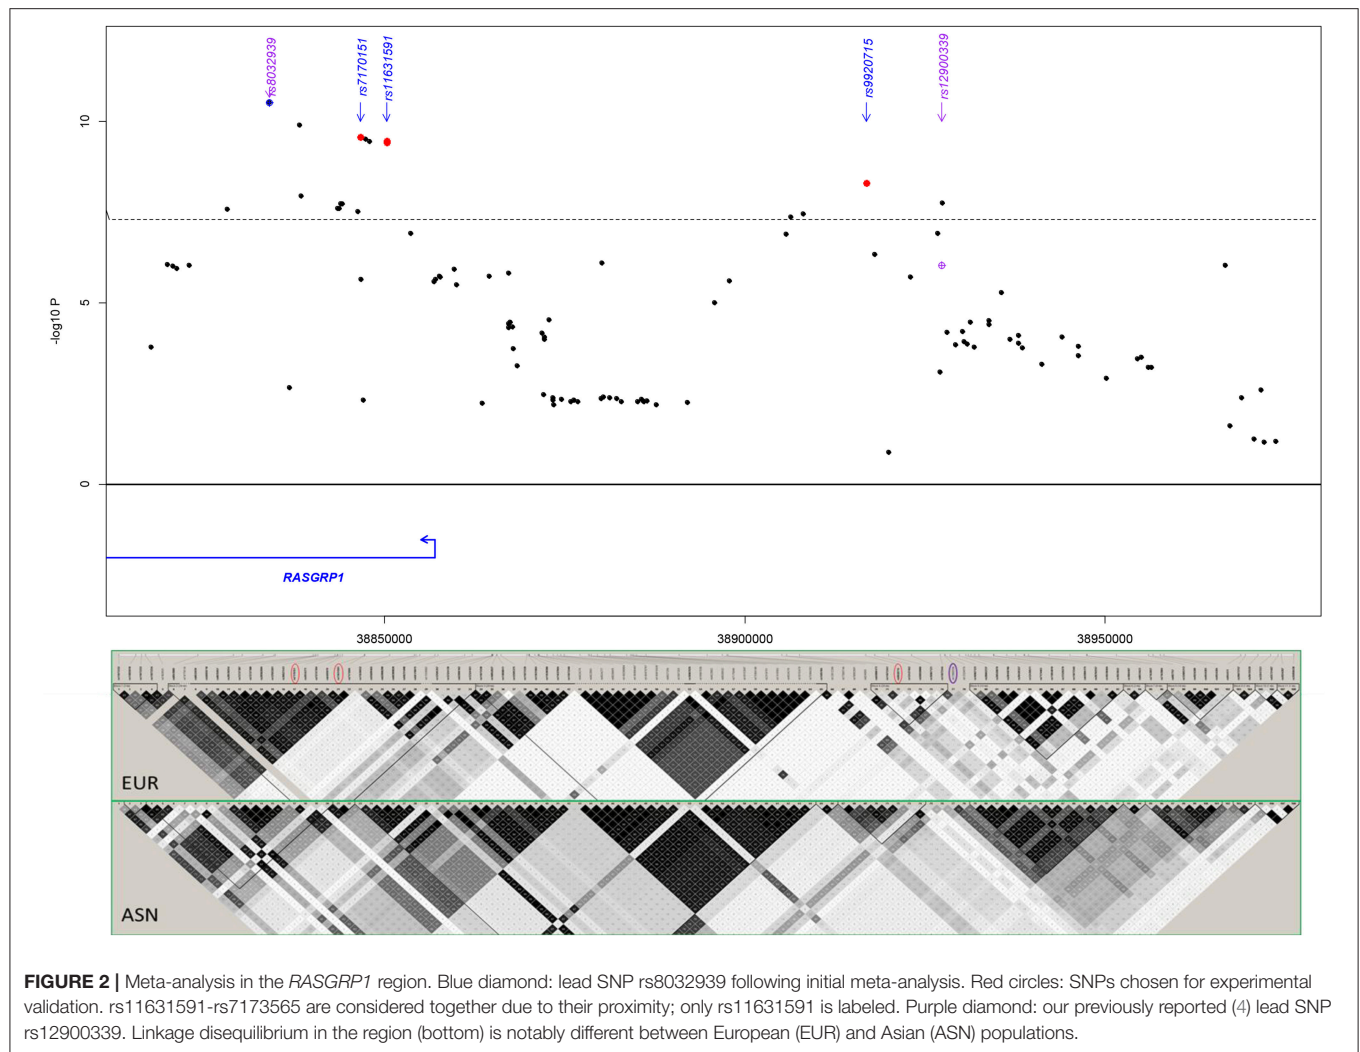 rs8032939
rs7170151
rs11631591
rs9920715
rs12900339
10
5
0
-log10 P
RASGRP1
38850000
38900000
38950000
EUR
ASN
FIGURE 2 | Meta-analysis in the RASGRP1 region. Blue diamond: lead SNP rs8032939 following initial meta-analysis. Red circles: SNPs chosen for experimental
validation. rs11631591-rs7173565 are considered together due to their proximity; only rs11631591 is labeled. Purple diamond: our previously reported (4) lead SNP
rs12900339. Linkage disequilibrium in the region (bottom) is notably different between European (EUR) and Asian (ASN) populations.